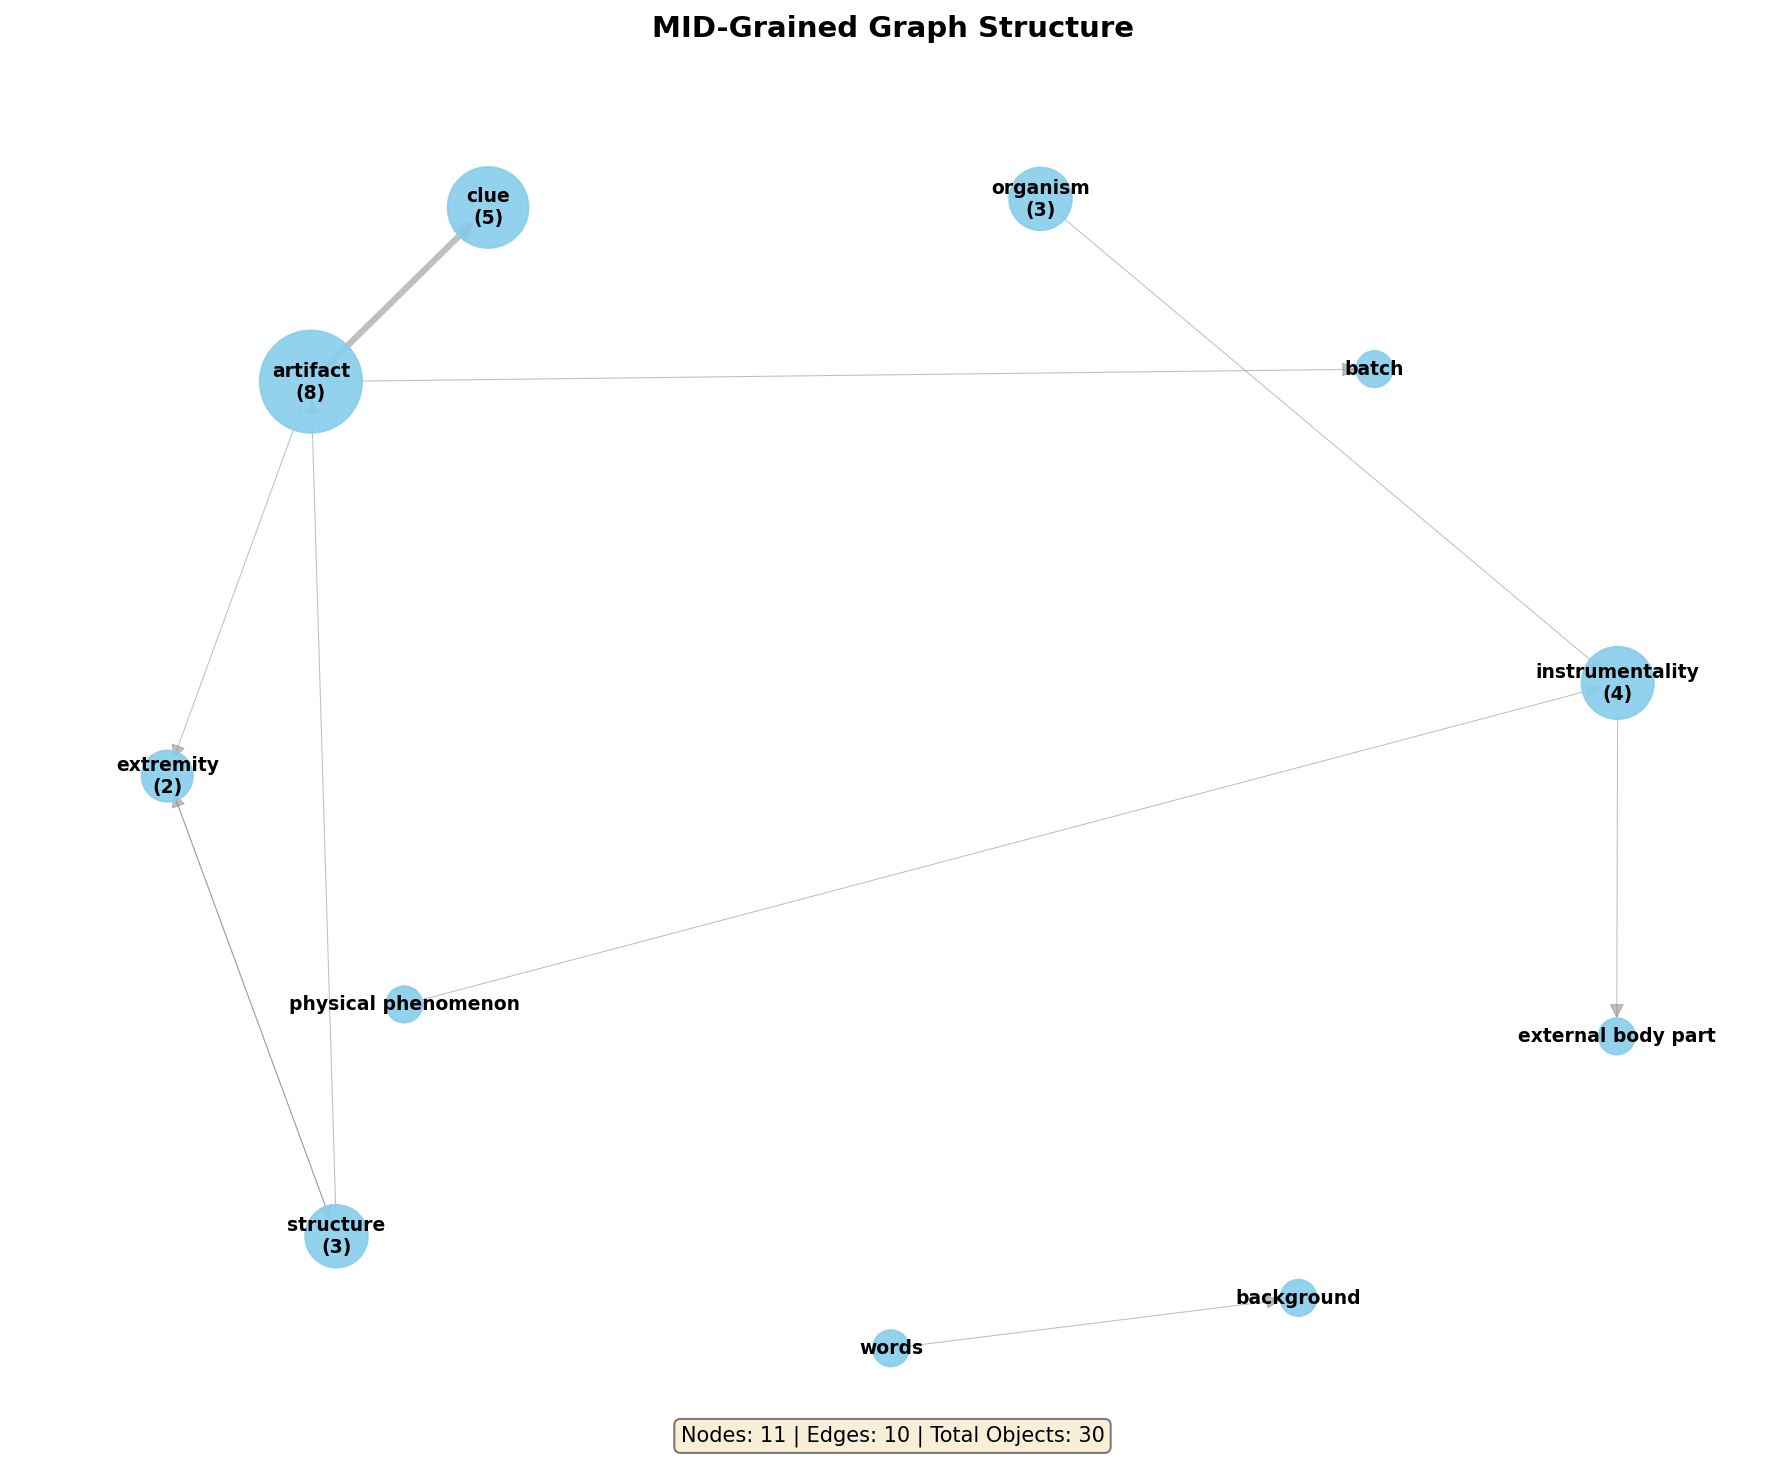 MID-Grained Graph Structure
clue
(5)
organism
(3)
artifact
(8)
batch
instrumentality
(4)
extremity
(2)
physical phenomenon
external body part
structure
(3)
background
words
Nodes: 11 | Edges: 10 | Total Objects: 30